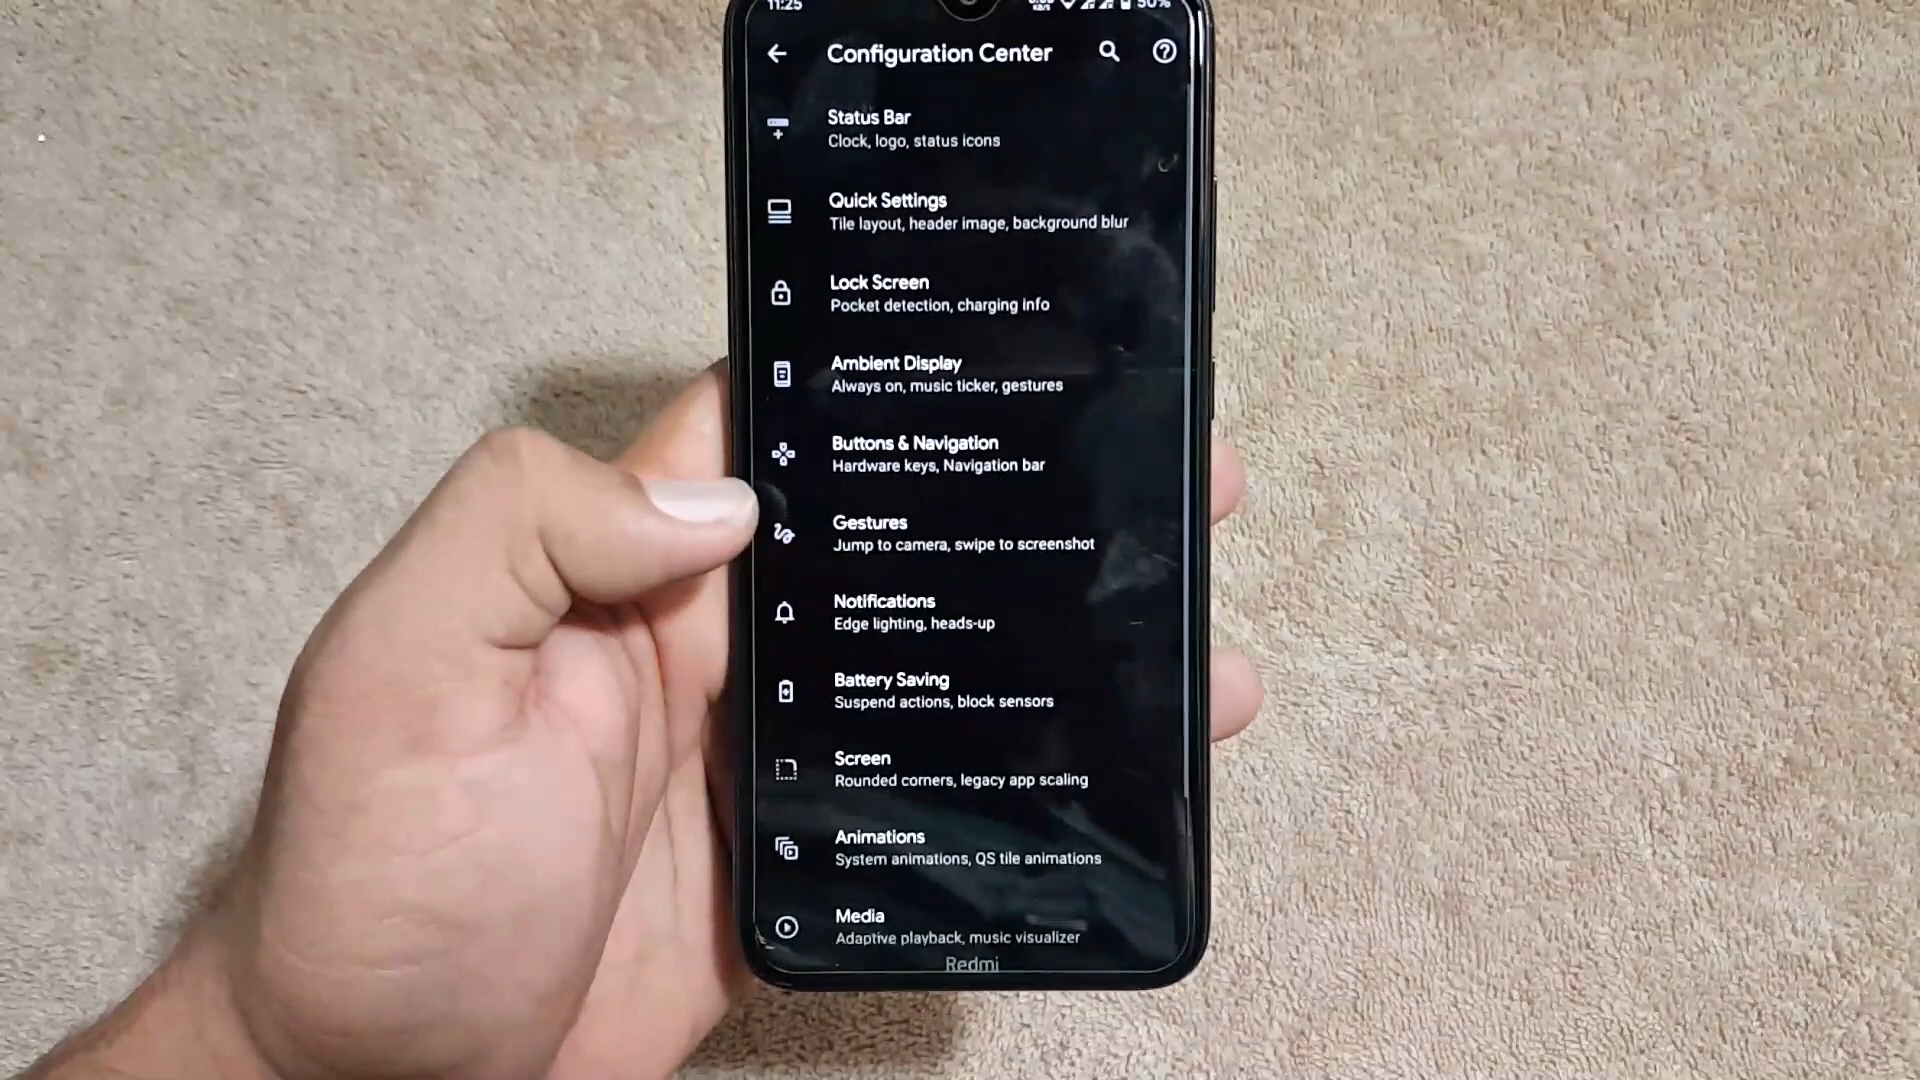 11:25
50%
Configuration Center
Status Bar
Clock, logo, status icons
Quick Settings
Tile layout, header image, background blur
Lock Screen
Pocket detection, charging info
Ambient Display
Always on, music ticker, gestures
Buttons & Navigation
Hardware keys, Navigation bar
Gestures
Jump to camera, swipe to screenshot
Notifications
Edge lighting, heads-up
Battery Saving
Suspend actions, block sensors
Screen
Rounded corners, legacy app scaling
Animations
System animations, QS tile animations
Media
Adaptive playback, music visualizer
Redmi